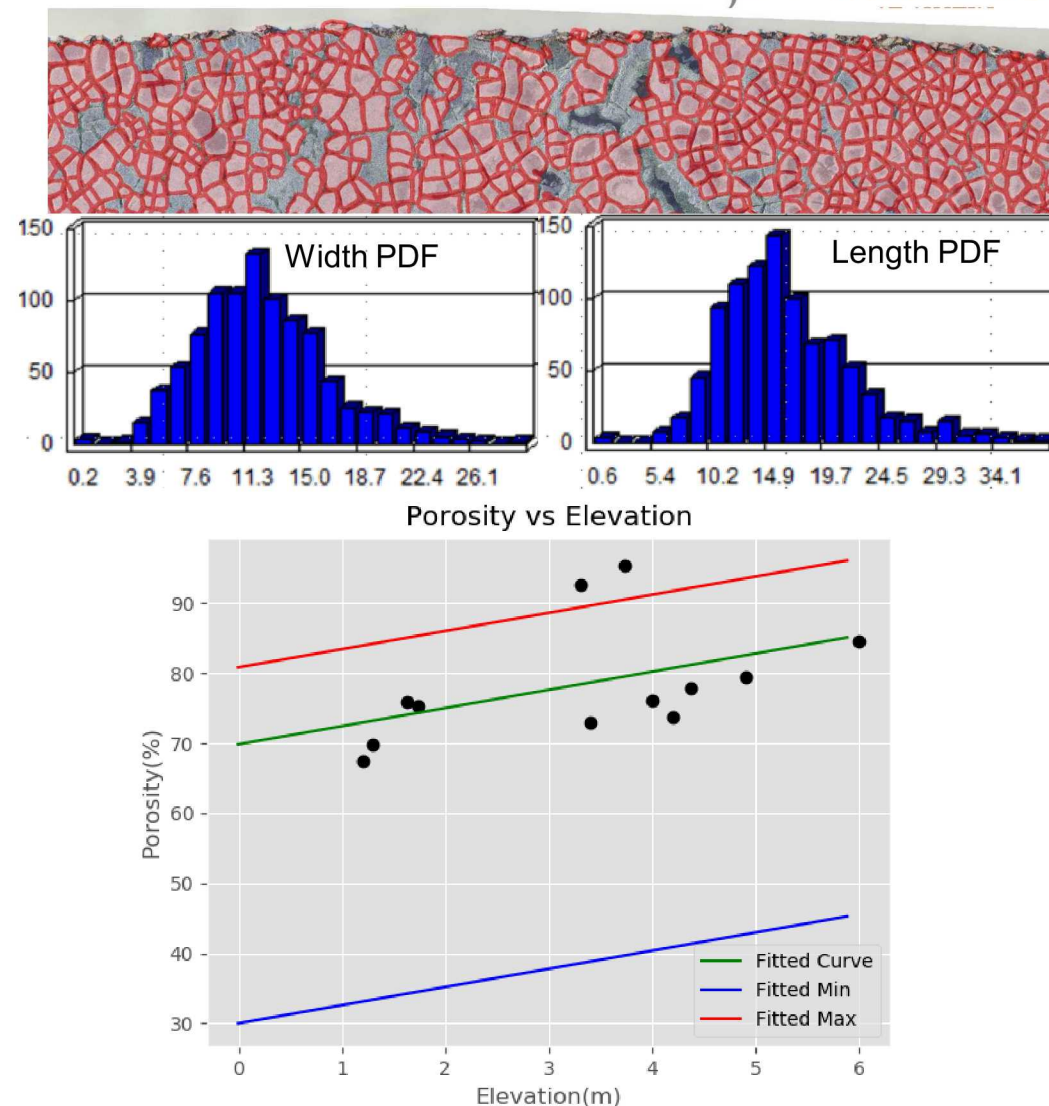 150
100
50
0
Width PDF
0.2 3.9 7.6 11.3 15.0 18.7 22.4 26.1
150
100
50
0
Length PDF
0.6 5.4 10.2 14.9 19.7 24.5 29.3 34.1
Porosity vs Elevation
Porosity(%)
90
80
70
60
50
40
30
Fitted Curve
Fitted Min
Fitted Max
0 1 2 3 4 5 6
Elevation(m)